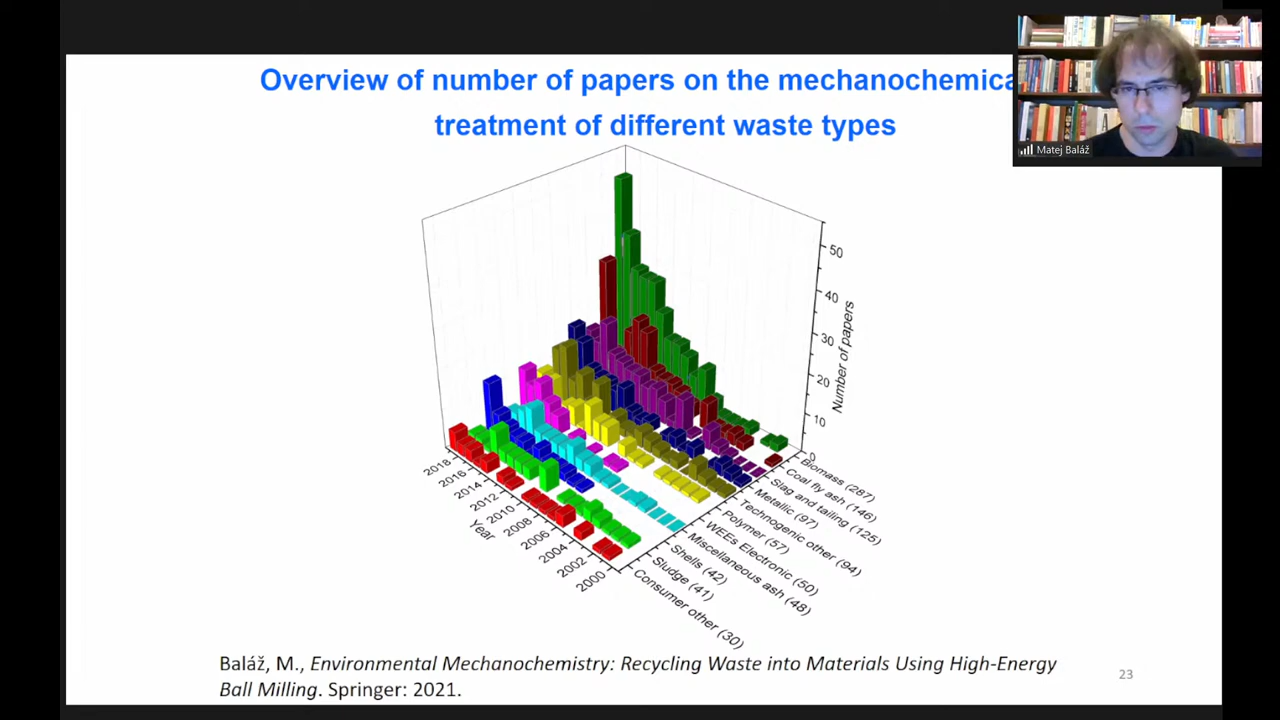 Overview of number of papers on the mechanochemica
treatment of different waste types
Matej Baláž
50
40
30
20
10
0
Number of papers
2018
2016
2014
2012
2010
2008
2006
2004
2002
2000
Year
Biomass (287)
Coal fly ash (146)
Slag and tailing (125)
Metallic (97)
Technogenic other (94)
Polymer (57)
WEEs Electronic (50)
Miscellaneous ash (48)
Shells (42)
Sludge (41)
Consumer other (30)
Baláž, M., Environmental Mechanochemistry: Recycling Waste into Materials Using High-Energy
Ball Milling. Springer: 2021.
23